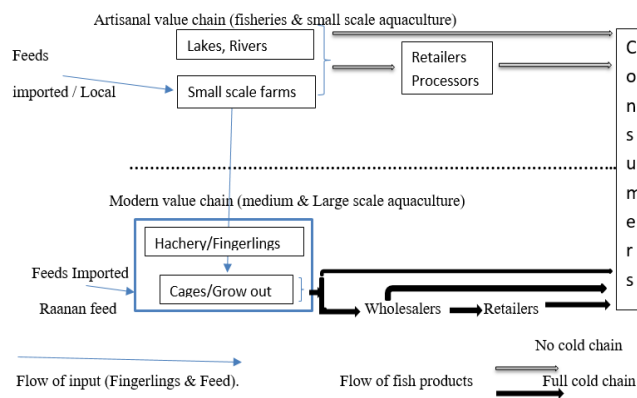 Artisanal value chain (fisheries & small scale aquaculture)
Lakes, Rivers
Feeds
imported / Local
Small scale farms
Retailers
Processors
Consumers
Modern value chain (medium & Large scale aquaculture)
Hachery/Fingerlings
Feeds Imported
Raanan feed
Cages/Grow out
Wholesalers
Retailers
No cold chain
Flow of input (Fingerlings & Feed).
Flow of fish products
Full cold chain